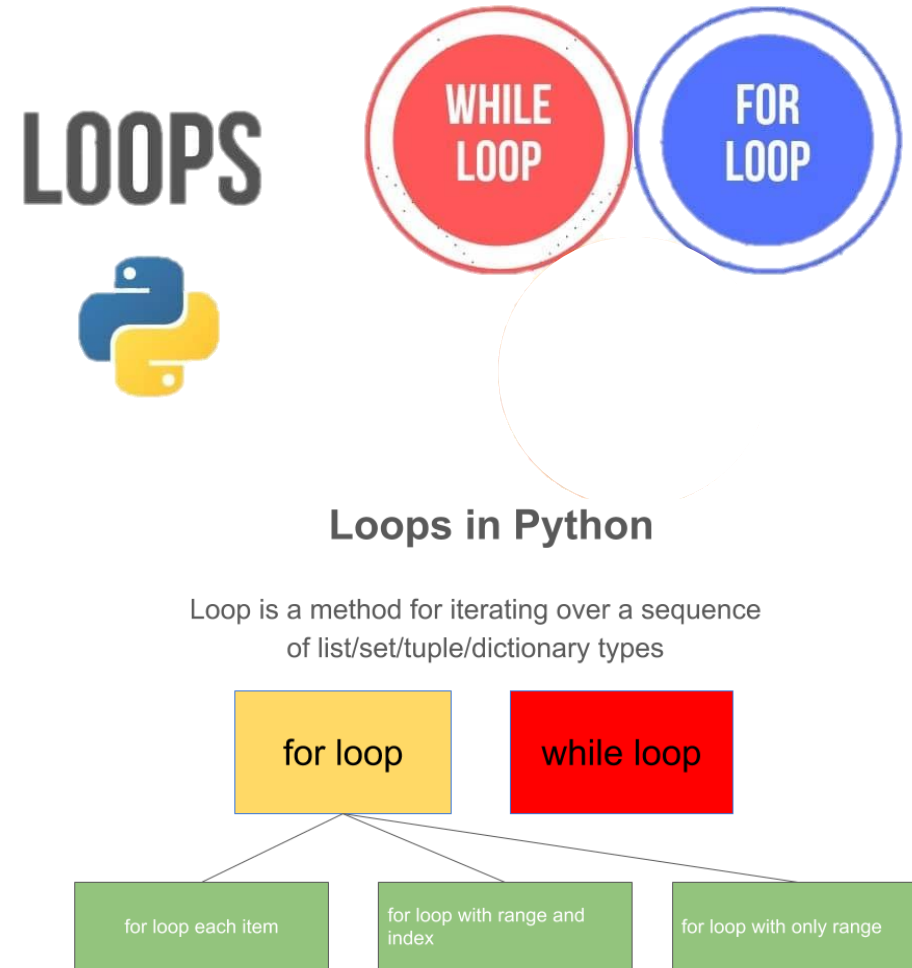 LOOPS
WHILE
LOOP
FOR
LOOP
Loops in Python
Loop is a method for iterating over a sequence
of list/set/tuple/dictionary types
for loop
while loop
for loop each item
for loop with range and
index
for loop with only range